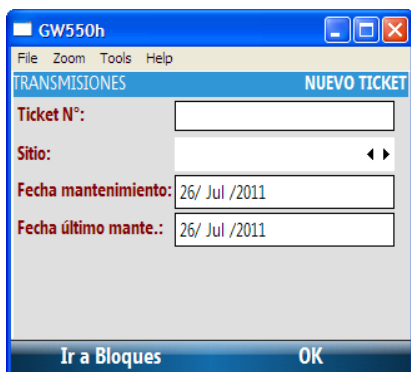 GW550h
File Zoom Tools Help
TRANSMISIONES NUEVO TICKET
Ticket N°:
Sitio:
Fecha mantenimiento: 26/ Jul /2011
Fecha último mante.: 26/ Jul /2011
Ir a Bloques OK